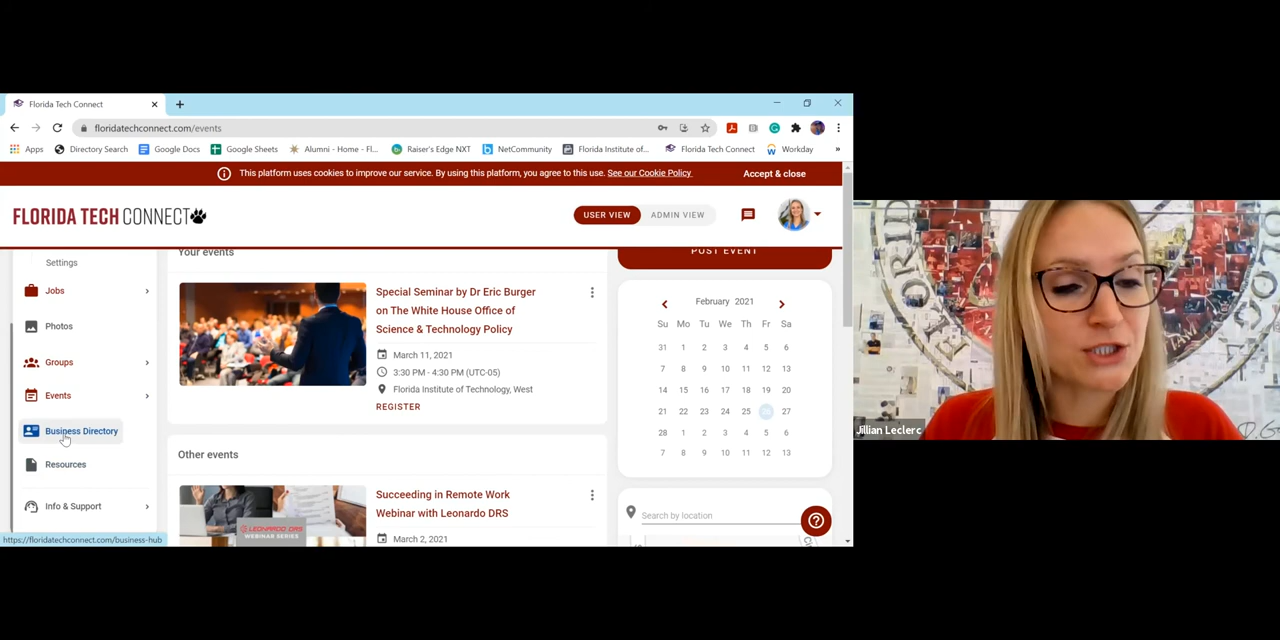 Florida Tech Connect
floridatechconnect.com/events
Apps
Directory Search
Google Docs
Google Sheets
Alumni - Home - Fl...
Raiser's Edge NXT
NetCommunity
Florida Institute of...
Florida Tech Connect
Workday
»
This platform uses cookies to improve our service. By using this platform, you agree to this use. See our Cookie Policy
Accept & close
FLORIDA TECH CONNECT
USER VIEW
ADMIN VIEW
Settings
Jobs
Photos
Groups
Events
Business Directory
Resources
Info & Support
https://floridatechconnect.com/business-hub
Your events
Special Seminar by Dr Eric Burger
on The White House Office of
Science & Technology Policy
March 11, 2021
3:30 PM - 4:30 PM (UTC-05)
Florida Institute of Technology, West
REGISTER
Other events
LEONARDO DRS
WEBINAR SERIES
Succeeding in Remote Work
Webinar with Leonardo DRS
March 2, 2021
POST EVENT
February 2021
Su Mo Tu We Th Fr Sa
31 1 2 3 4 5 6
7 8 9 10 11 12 13
14 15 16 17 18 19 20
21 22 23 24 25 26 27
28 1 2 3 4 5 6
7 8 9 10 11 12 13
Search by location
Jillian Leclerc